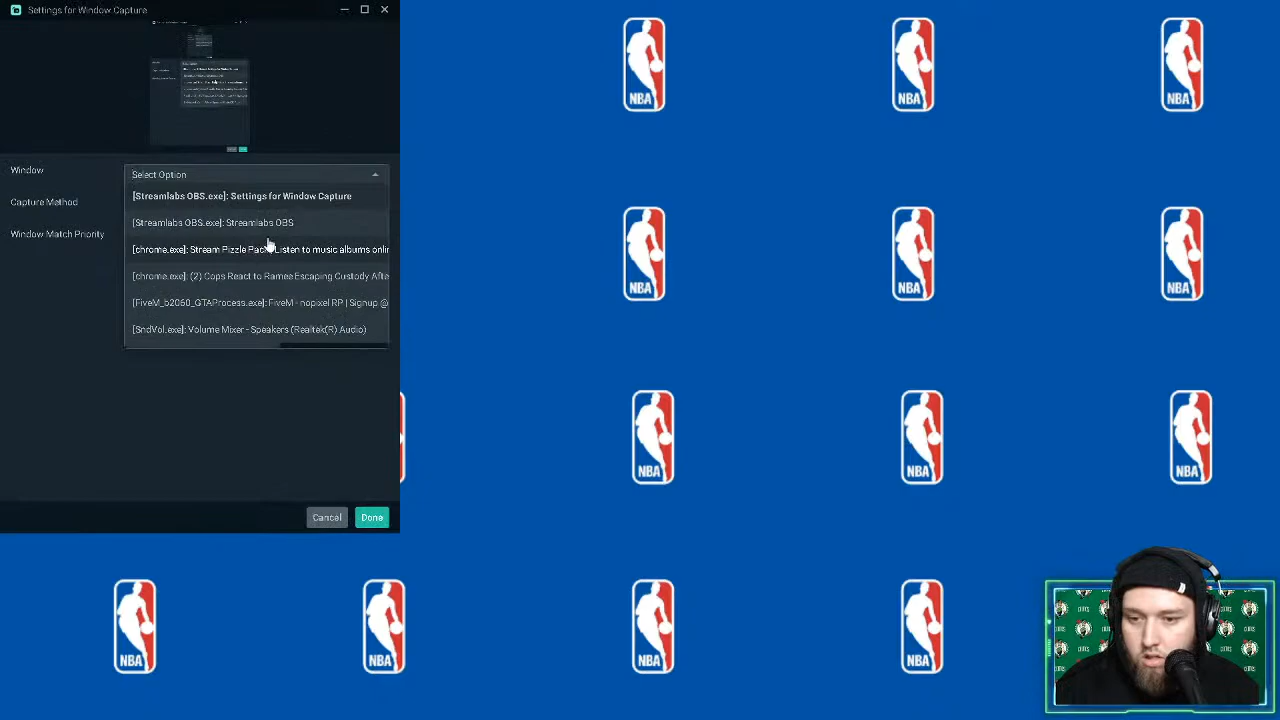 Settings for Window Capture
Window
Select Option
[Streamlabs OBS.exe]: Settings for Window Capture
Capture Method
[Streamlabs OBS.exe]: Streamlabs OBS
Window Match Priority
[chrome.exe]: Stream Pizzle Pack Listen to music albums onlin
[chrome.exe]: (2) Cops React to Ramee Escaping Custody Afte
[FiveM_b2060_GTAProcess.exe]: FiveM - nopixel RP | Signup @
[SndVol.exe]: Volume Mixer - Speakers (Realtek(R) Audio)
Cancel
Done
NBA
NBA
NBA
NBA
NBA
NBA
NBA
NBA
NBA
NBA
NBA
NBA
NBA